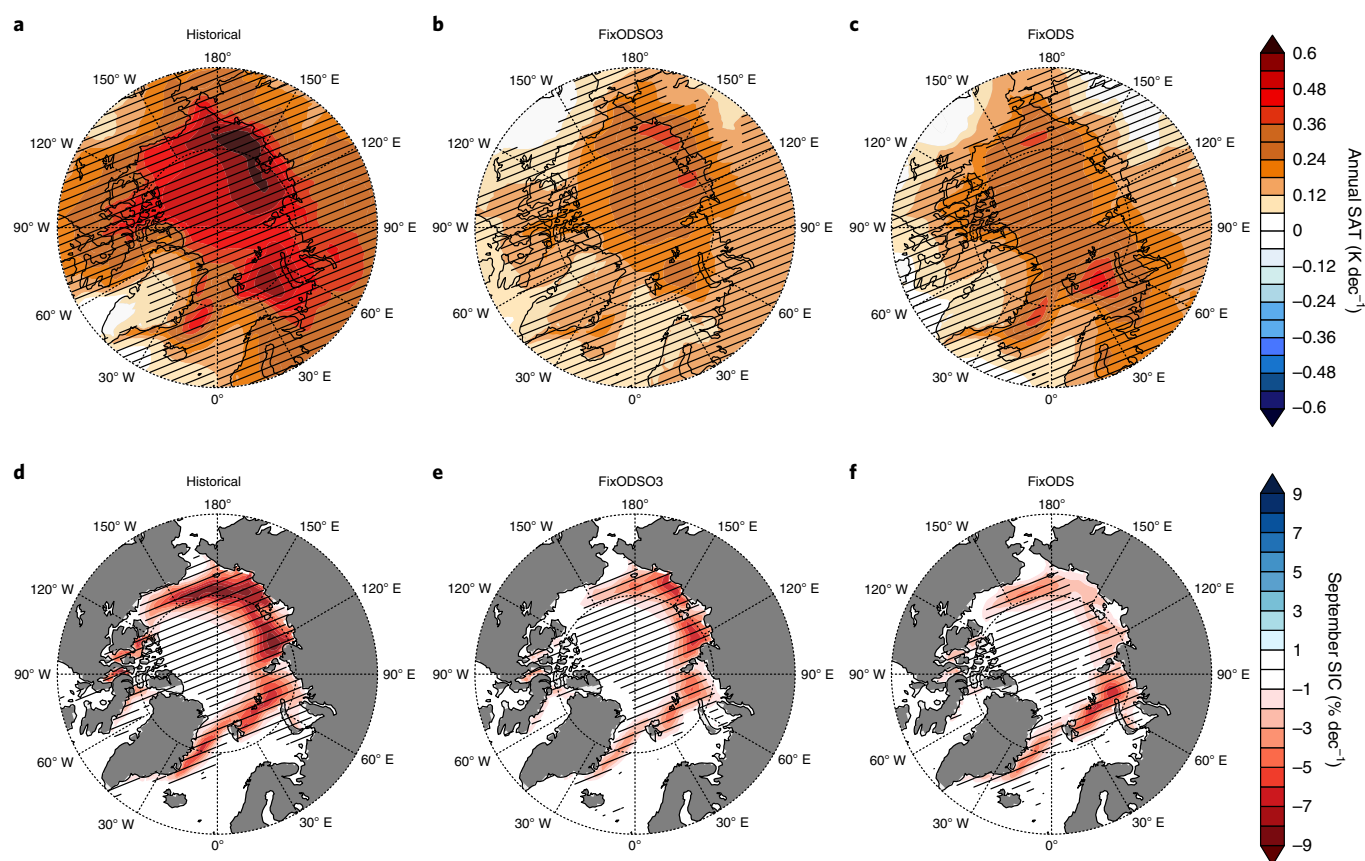 a
Historical
180°
150° W
150° E
120° W
120° E
90° W
90° E
60° W
60° E
30° W
30° E
0°
b
FixODSO3
180°
150° W
150° E
120° W
120° E
90° W
90° E
60° W
60° E
30° W
30° E
0°
c
FixODS
180°
150° W
150° E
120° W
120° E
90° W
90° E
60° W
60° E
30° W
30° E
0°
0.6
0.48
0.36
0.24
0.12
0
–0.12
–0.24
–0.36
–0.48
–0.6
Annual SAT (K dec⁻¹)
d
Historical
180°
150° W
150° E
120° W
120° E
90° W
90° E
60° W
60° E
30° W
30° E
0°
e
FixODSO3
180°
150° W
150° E
120° W
120° E
90° W
90° E
60° W
60° E
30° W
30° E
0°
f
FixODS
180°
150° W
150° E
120° W
120° E
90° W
90° E
60° W
60° E
30° W
30° E
0°
9
7
5
3
1
–1
–3
–5
–7
–9
September SIC (% dec⁻¹)